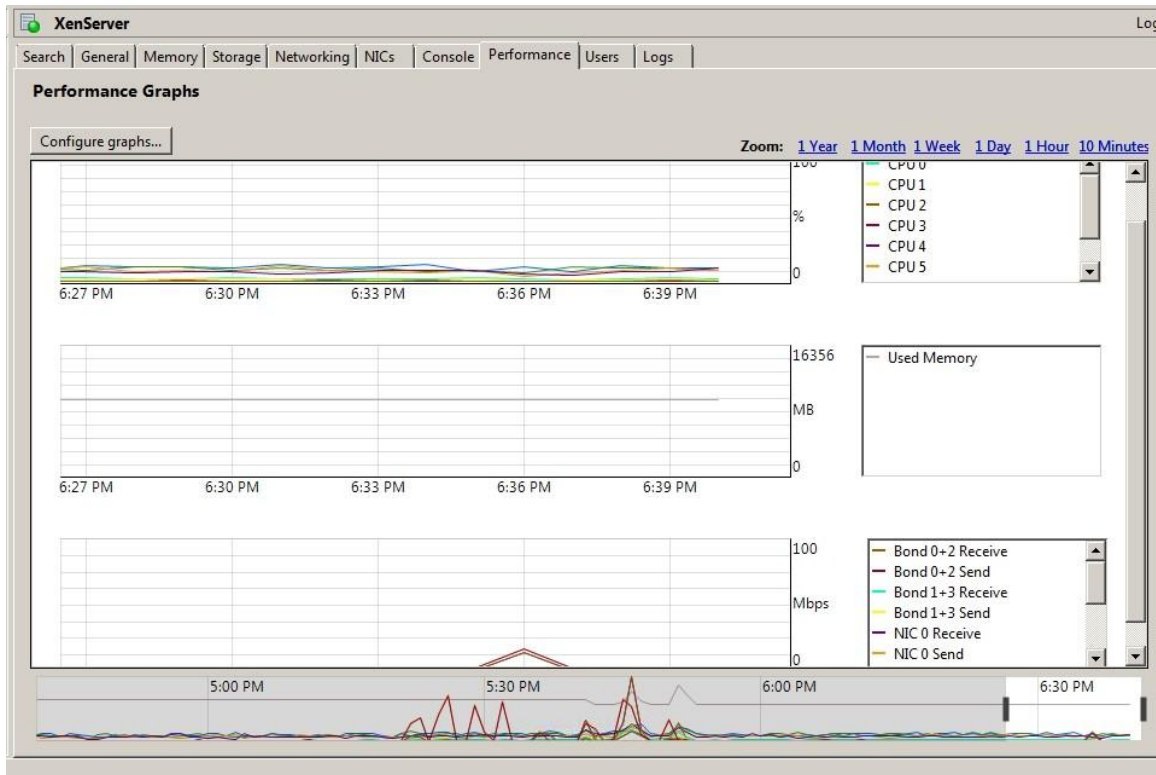 XenServer
Log
Search General Memory Storage Networking NICs Console Performance Users Logs
Performance Graphs
Configure graphs...
Zoom: 1 Year 1 Month 1 Week 1 Day 1 Hour 10 Minutes
100
%
0
6:27 PM 6:30 PM 6:33 PM 6:36 PM 6:39 PM
CPU 0
CPU 1
CPU 2
CPU 3
CPU 4
CPU 5
16356
MB
0
6:27 PM 6:30 PM 6:33 PM 6:36 PM 6:39 PM
Used Memory
100
Mbps
0
Bond 0+2 Receive
Bond 0+2 Send
Bond 1+3 Receive
Bond 1+3 Send
NIC 0 Receive
NIC 0 Send
5:00 PM 5:30 PM 6:00 PM 6:30 PM